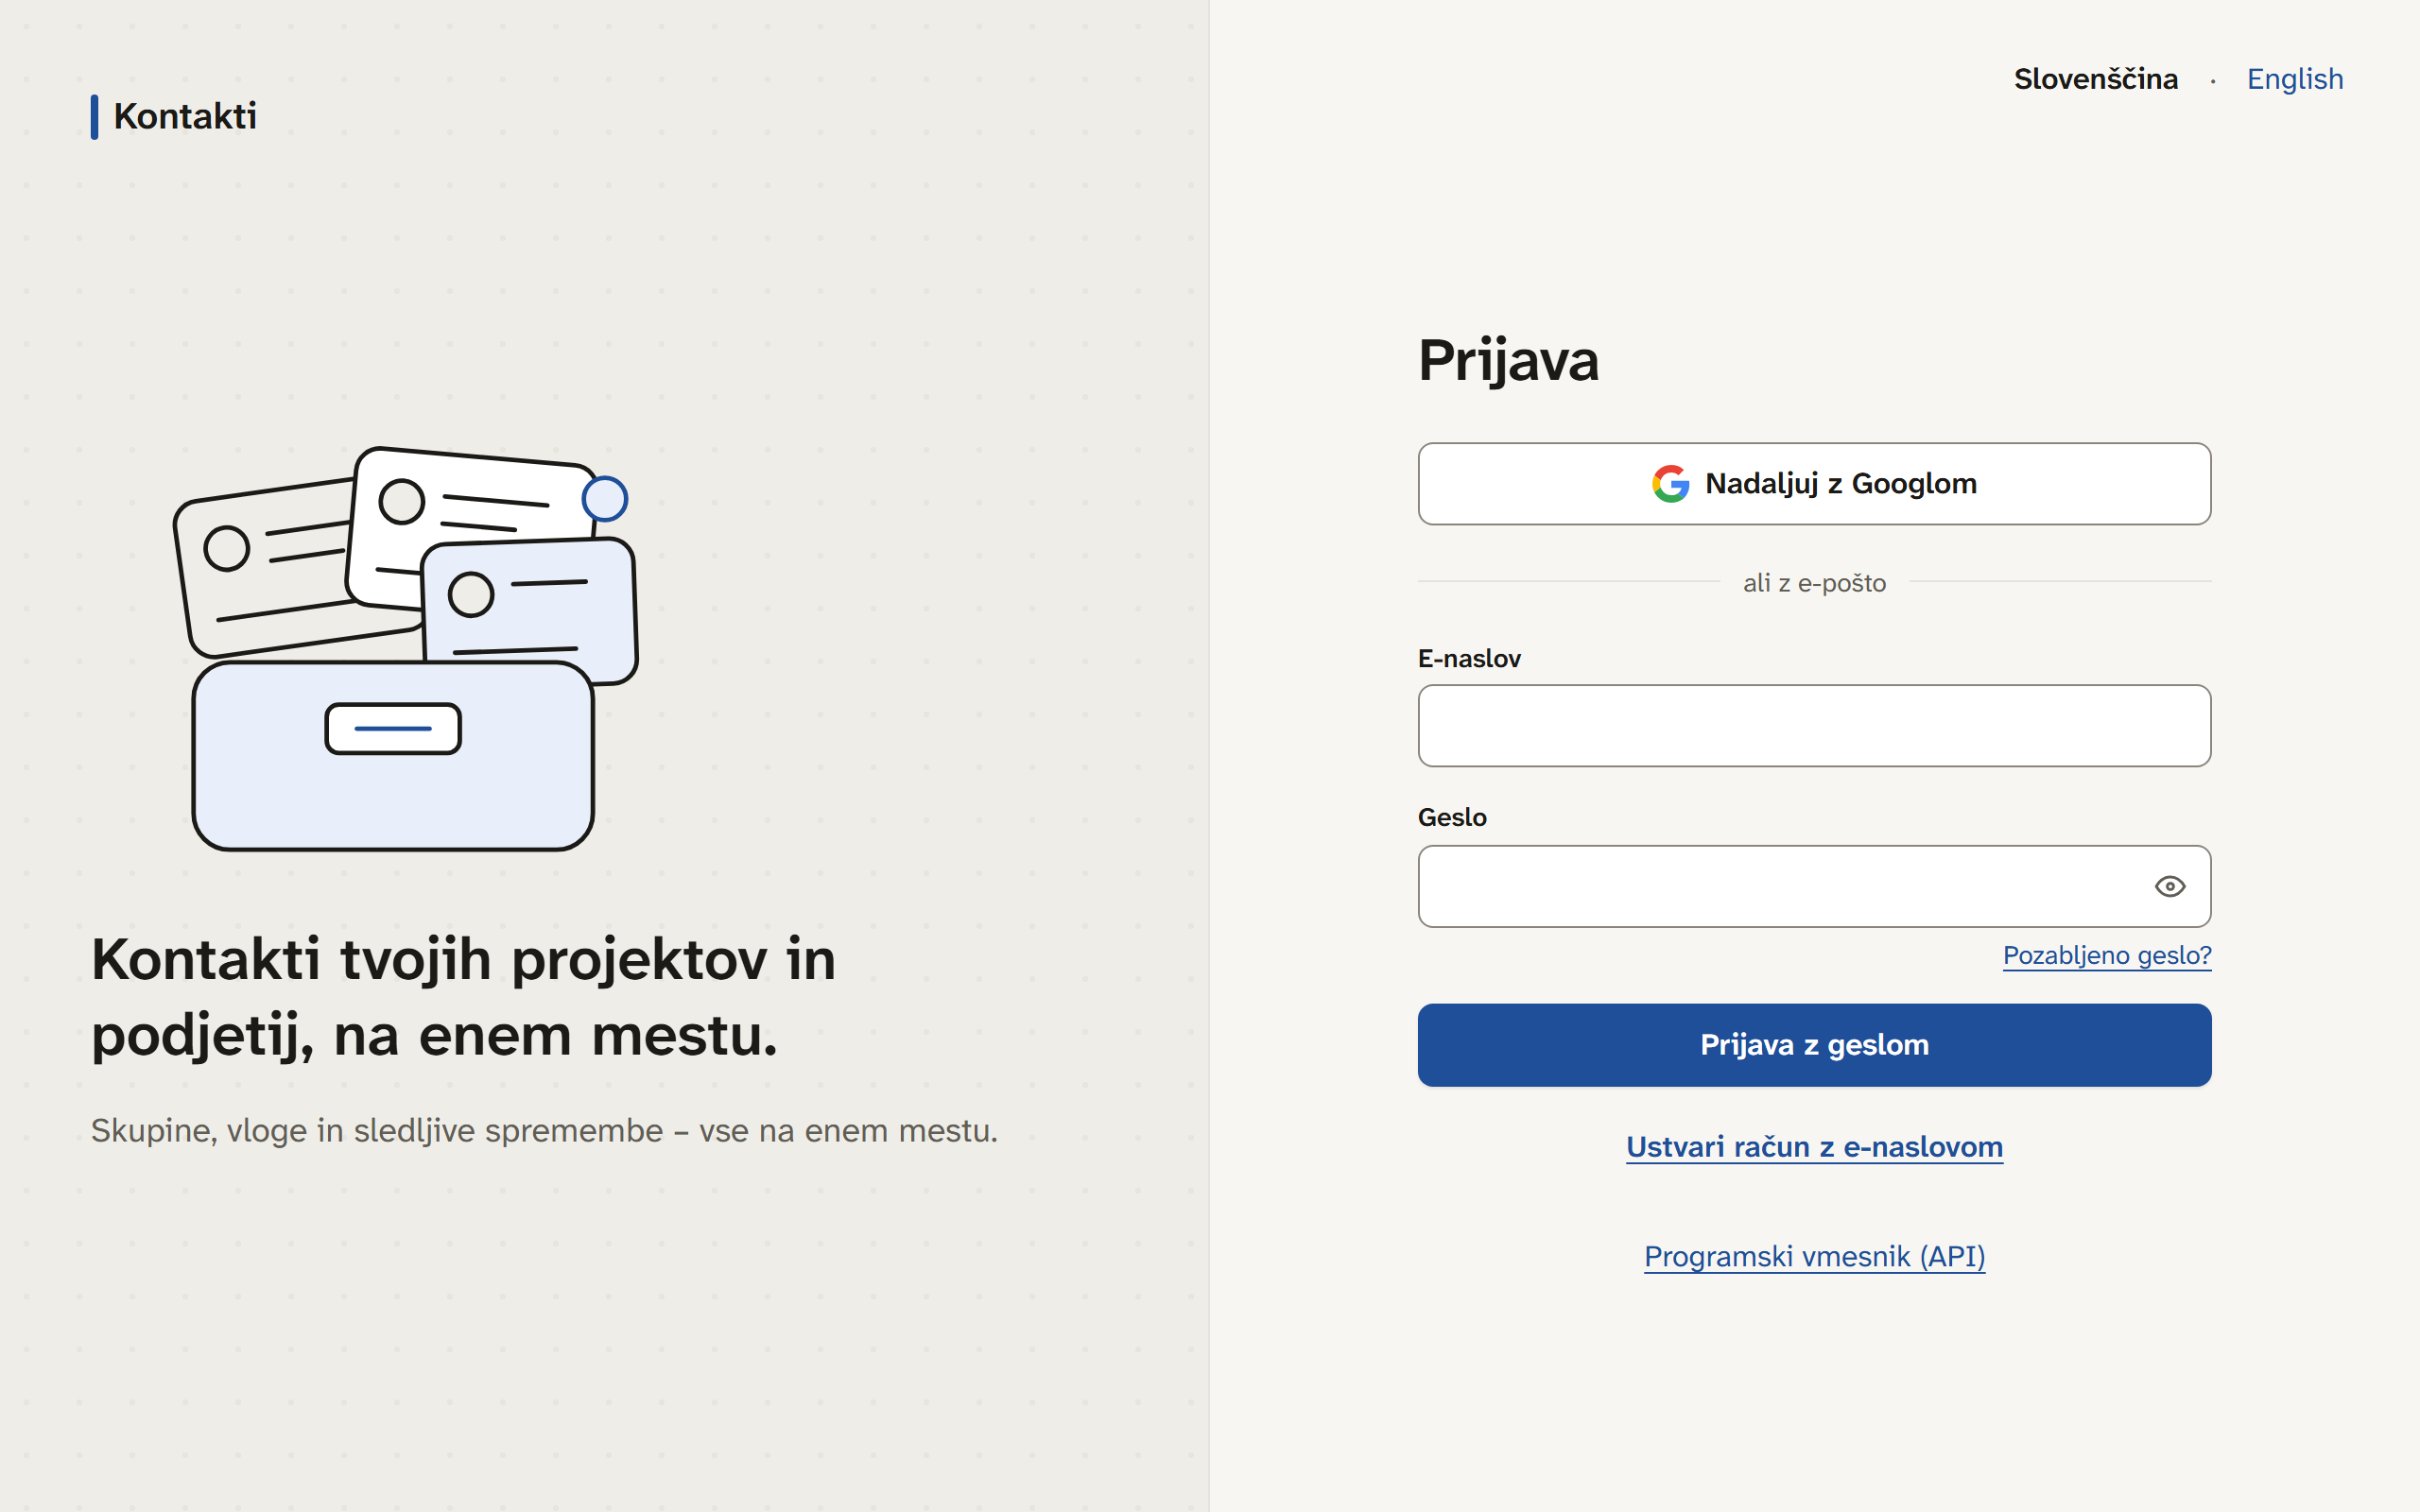 Kontakti
Kontakti tvojih projektov in
podjetij, na enem mestu.
Skupine, vloge in sledljive spremembe – vse na enem mestu.
Slovenščina · English
Prijava
Nadaljuj z Googlom
ali z e-pošto
E-naslov
Geslo
Pozabljeno geslo?
Prijava z geslom
Ustvari račun z e-naslovom
Programski vmesnik (API)